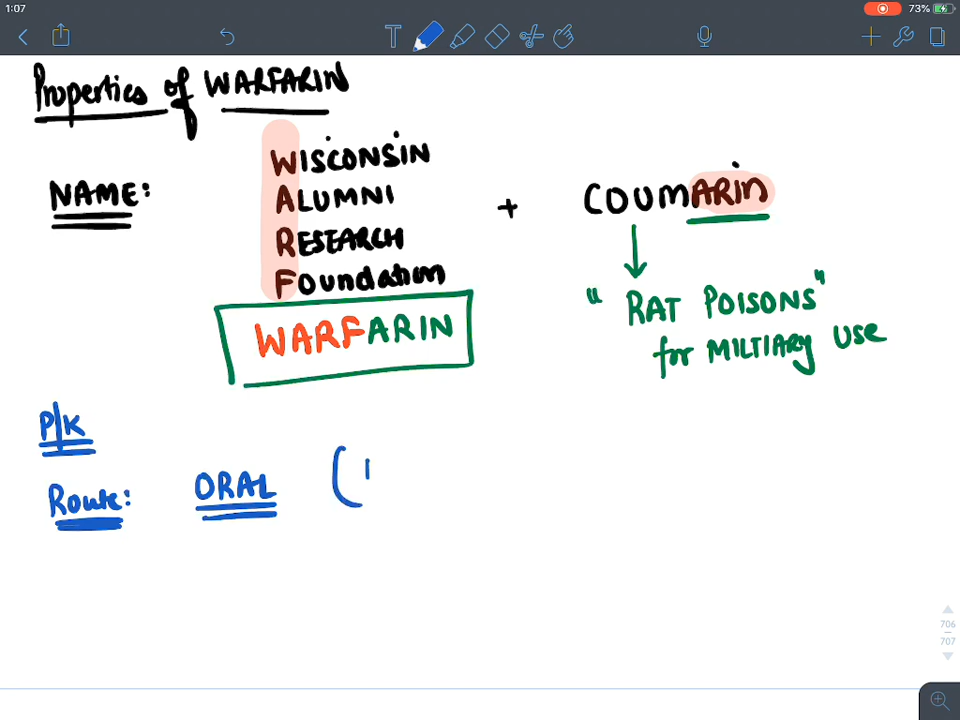 1:07
73%
T
Properties of WARFARIN
NAME:
WISCONSIN
ALUMNI
RESEARCH
Foundation
+ COUMARIN
WARFARIN
" RAT POISONS "
for MILTIARY USE
P/K
Route: ORAL (
706
707